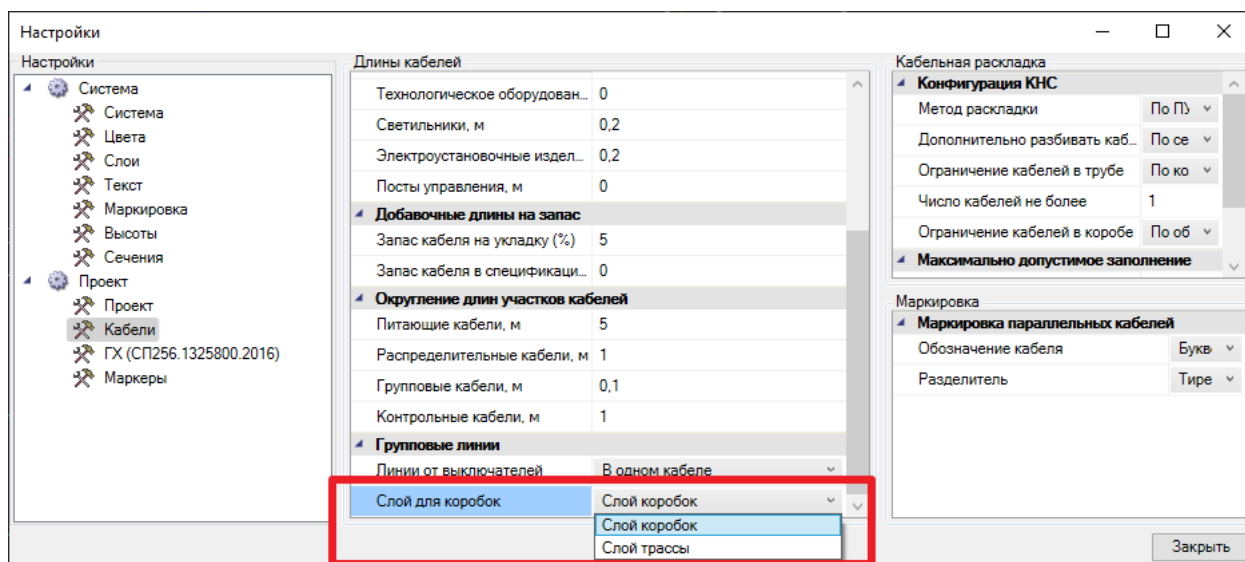 Настройки
Настройки
Система
Система
Цвета
Слои
Текст
Маркировка
Высоты
Сечения
Проект
Проект
Кабели
ГХ (СП256.1325800.2016)
Маркеры
Длины кабелей
Технологическое оборудован... 0
Светильники, м 0,2
Электроустановочные издел... 0,2
Посты управления, м 0
Добавочные длины на запас
Запас кабеля на укладку (%) 5
Запас кабеля в спецификаци... 0
Округление длин участков кабелей
Питающие кабели, м 5
Распределительные кабели, м 1
Групповые кабели, м 0,1
Контрольные кабели, м 1
Групповые линии
Линии от выключателей В одном кабеле
Слой для коробок Слой коробок
Слой коробок
Слой трассы
Кабельная раскладка
Конфигурация КНС
Метод раскладки По ПУ
Дополнительно разбивать каб... По се
Ограничение кабелей в трубе По ко
Число кабелей не более 1
Ограничение кабелей в коробе По об
Максимально допустимое заполнение
Маркировка
Маркировка параллельных кабелей
Обозначение кабеля Букв
Разделитель Тире
Закрыть